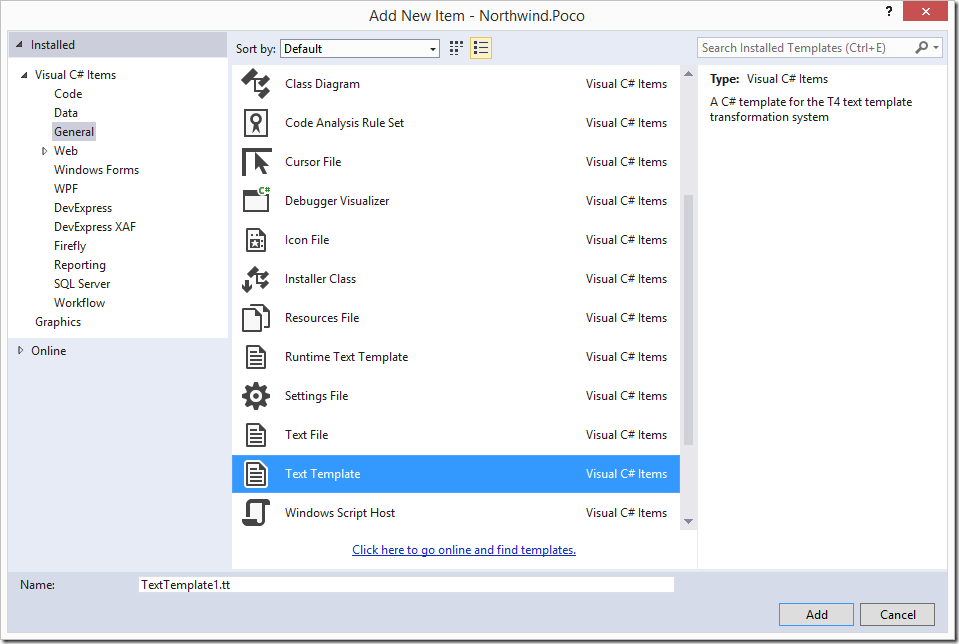 Add New Item - Northwind.Poco
?
Installed
Sort by: Default
Search Installed Templates (Ctrl+E)
Visual C# Items
Code
Data
General
Web
Windows Forms
WPF
DevExpress
DevExpress XAF
Firefly
Reporting
SQL Server
Workflow
Graphics
Online
Class Diagram Visual C# Items
Code Analysis Rule Set Visual C# Items
Cursor File Visual C# Items
C#
Debugger Visualizer Visual C# Items
Icon File Visual C# Items
Installer Class Visual C# Items
Resources File Visual C# Items
Runtime Text Template Visual C# Items
Settings File Visual C# Items
Text File Visual C# Items
Text Template Visual C# Items
Windows Script Host Visual C# Items
Click here to go online and find templates.
Type: Visual C# Items
A C# template for the T4 text template
transformation system
Name: TextTemplate1.tt
Add Cancel